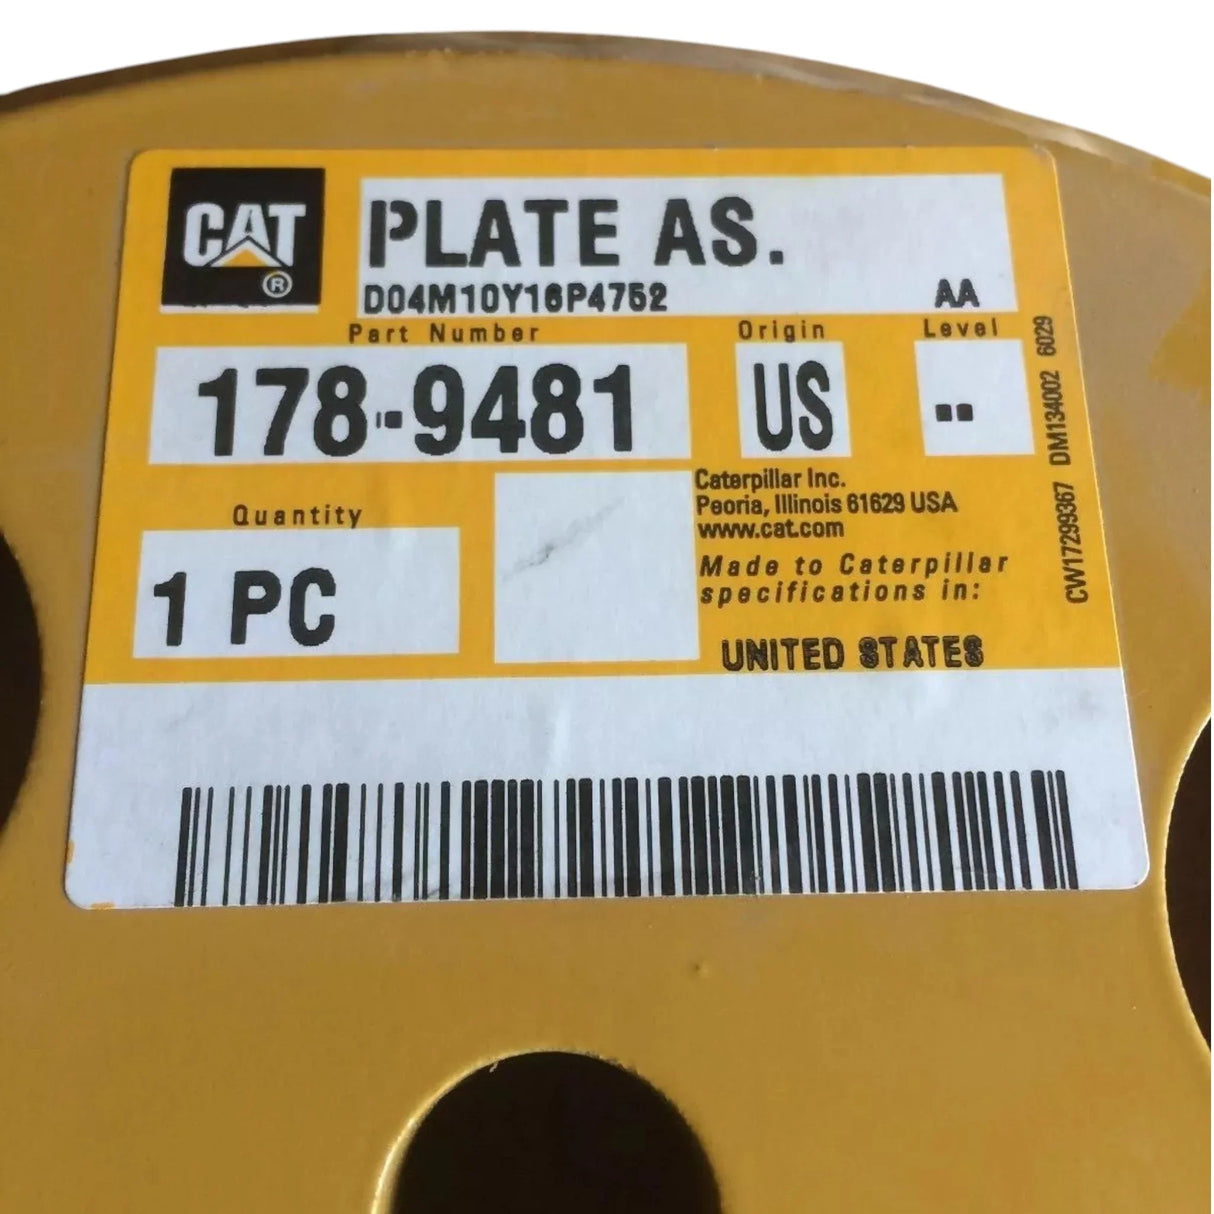 CAT
®
PLATE AS.
D04M10Y16P4752 AA
Part Number Origin Level
178-9481 US --
Quantity
1 PC
Caterpillar Inc.
Peoria, Illinois 61629 USA
www.cat.com
Made to Caterpillar
specifications in:
UNITED STATES
CW17299367 DM134002 6029